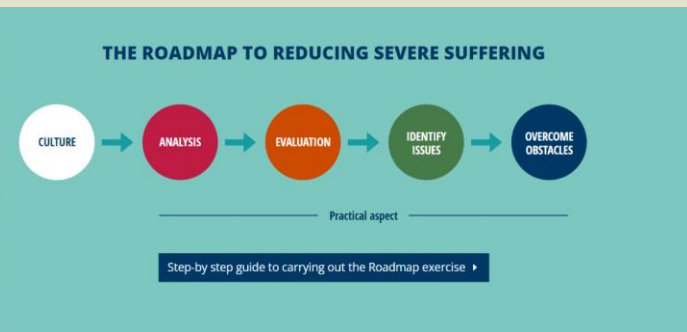 THE ROADMAP TO REDUCING SEVERE SUFFERING
CULTURE
ANALYSIS
EVALUATION
IDENTIFY
ISSUES
OVERCOME
OBSTACLES
Practical aspect
Step-by step guide to carrying out the Roadmap exercise